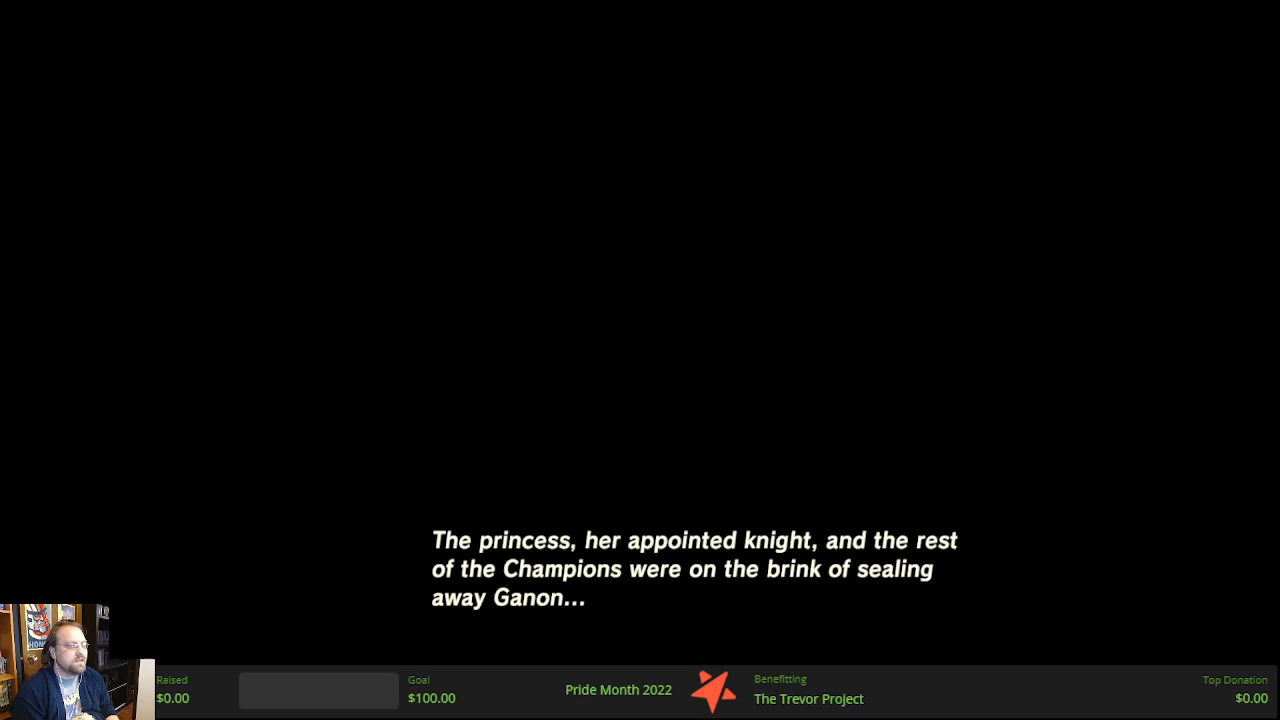 The princess, her appointed knight, and the rest
of the Champions were on the brink of sealing
away Ganon...
Raised
$0.00
Goal
$100.00
Pride Month 2022
Benefitting
The Trevor Project
Top Donation
$0.00